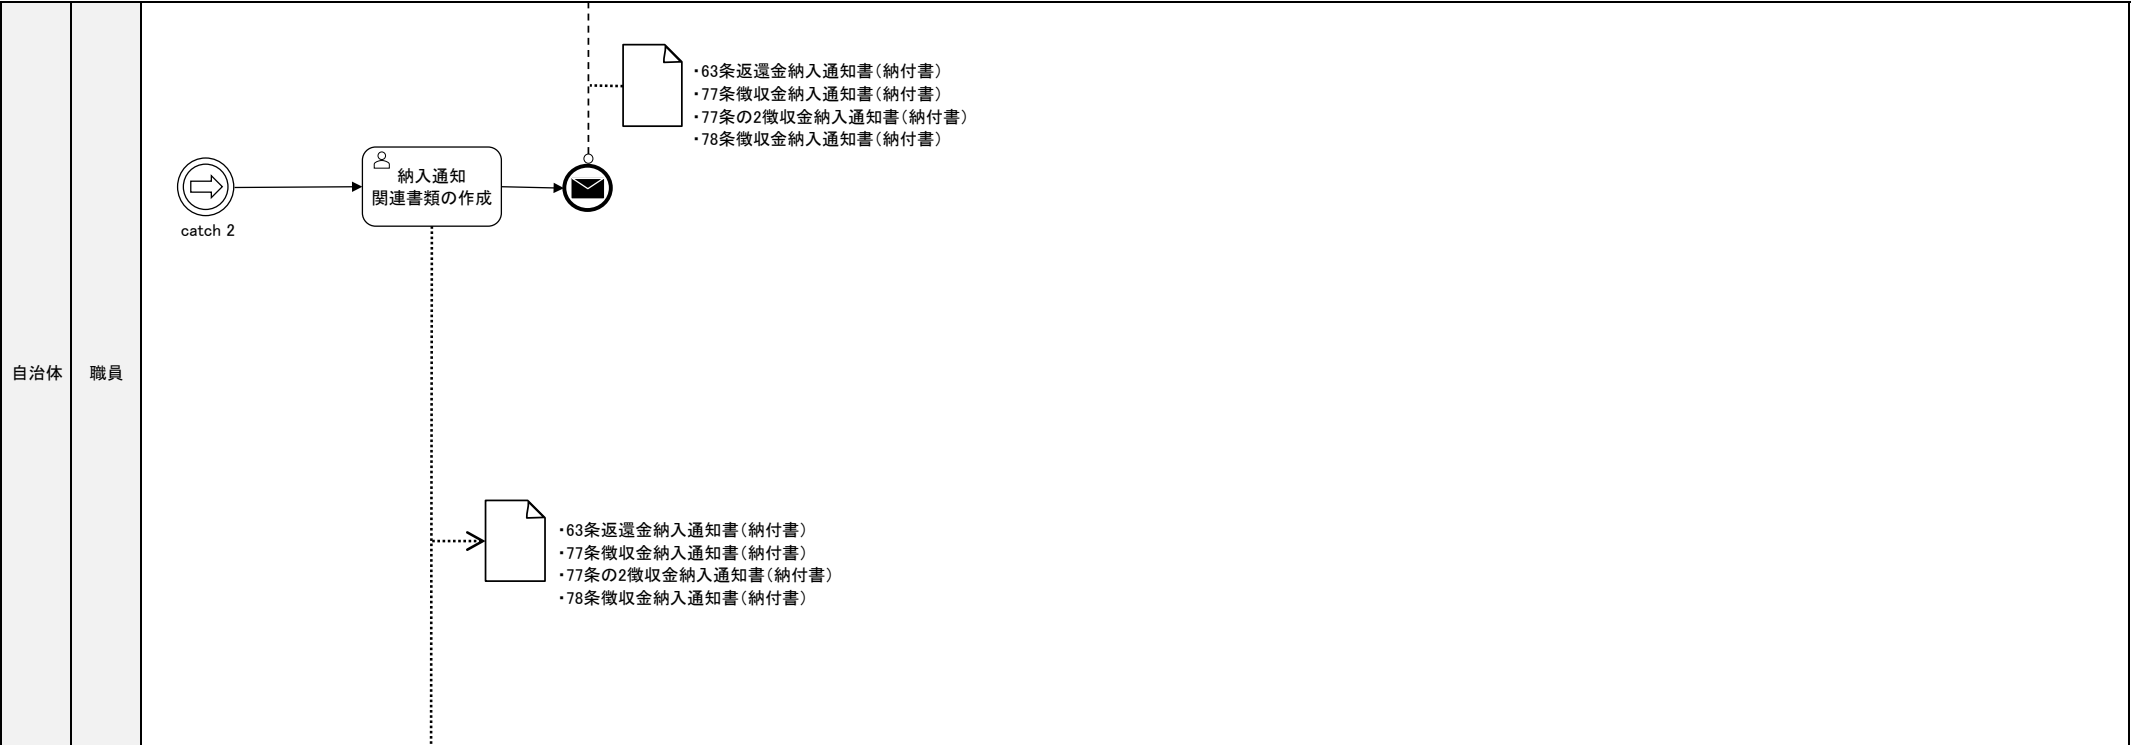 ・63条返還金納入通知書(納付書)
・77条徴収金納入通知書(納付書)
・77条の2徴収金納入通知書(納付書)
・78条徴収金納入通知書(納付書)
納入通知
関連書類の作成
catch 2
自治体
職員
・63条返還金納入通知書(納付書)
・77条徴収金納入通知書(納付書)
・77条の2徴収金納入通知書(納付書)
・78条徴収金納入通知書(納付書)